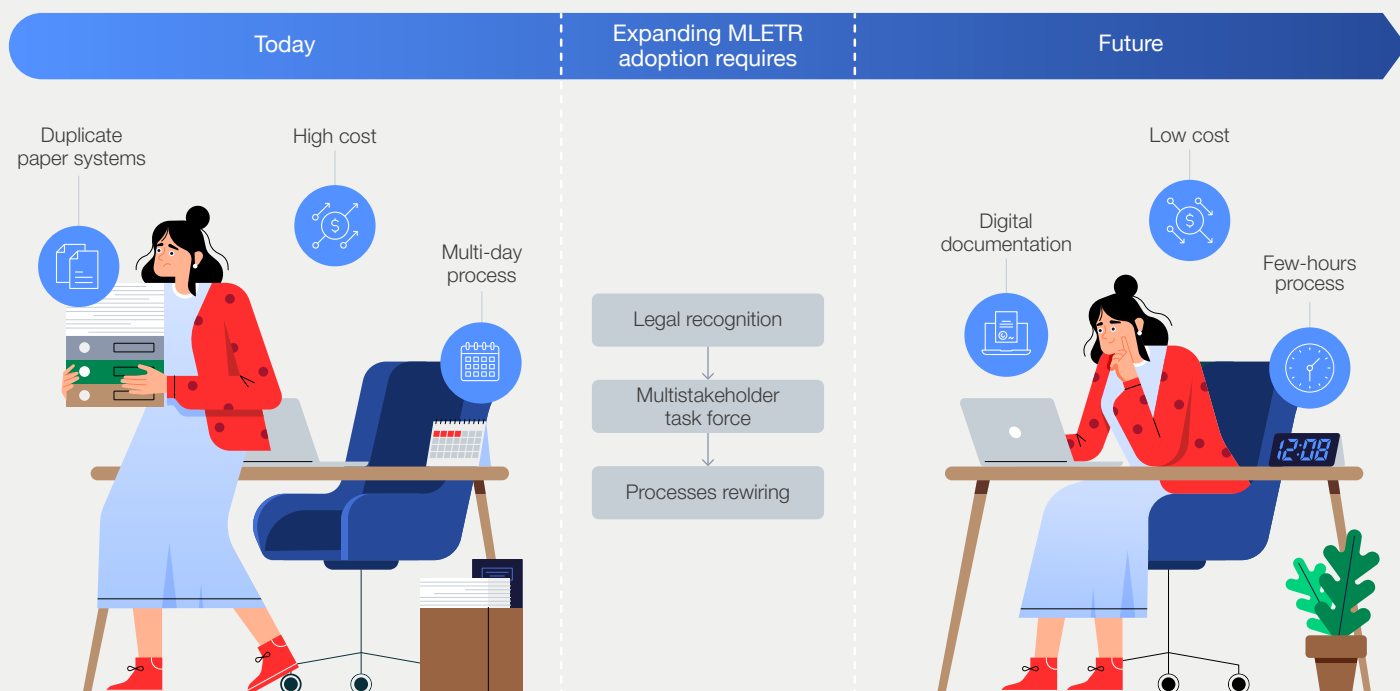 Today
Expanding MLETR
adoption requires
Future
Duplicate
paper systems
High cost
Multi-day
process
Legal recognition
Multistakeholder
task force
Processes rewiring
Low cost
Digital
documentation
Few-hours
process
12:08